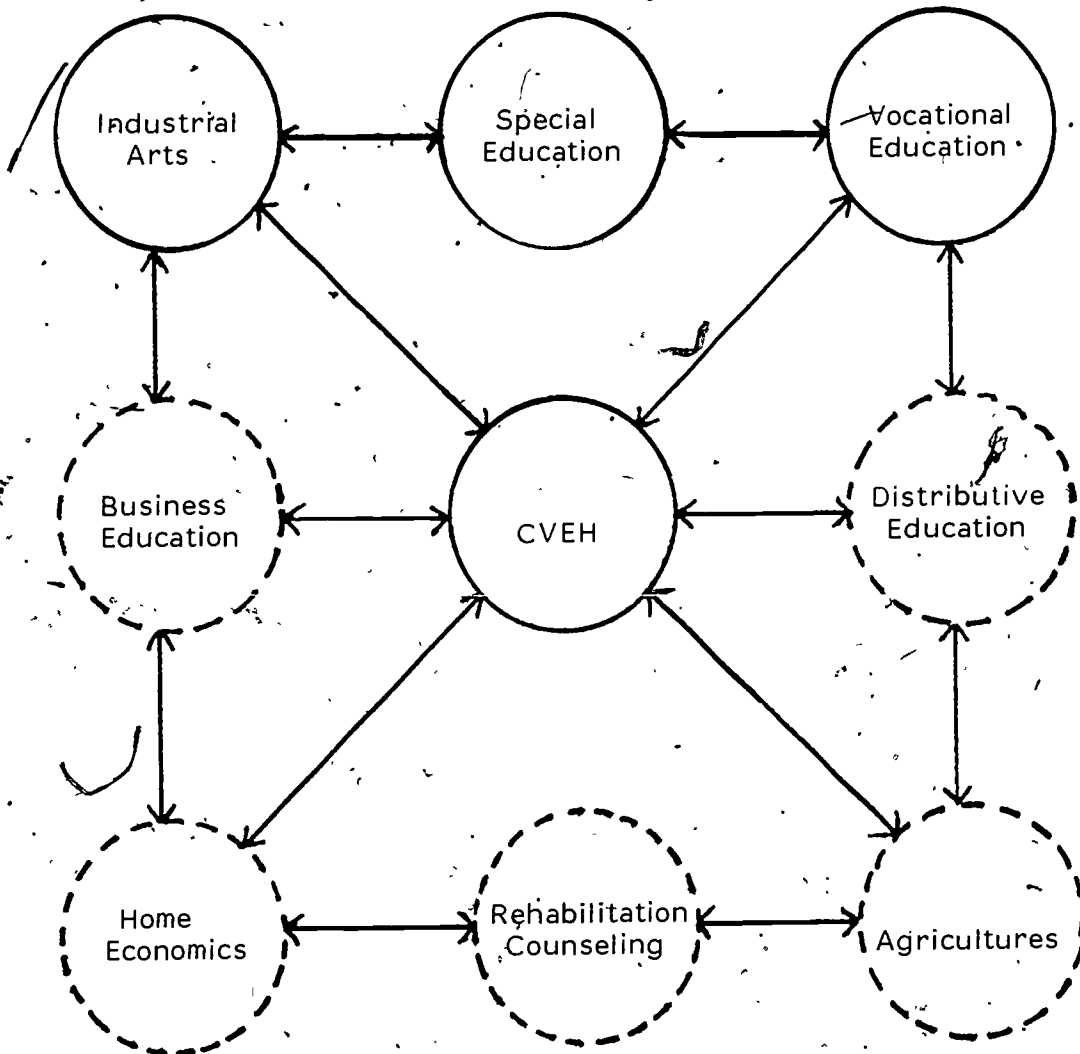 Industrial
Arts
Special
Education
Vocational
Education
Business
Education
CVEH
Distributive
Education
Home
Economics
Rehabilitation
Counseling
Agricultures